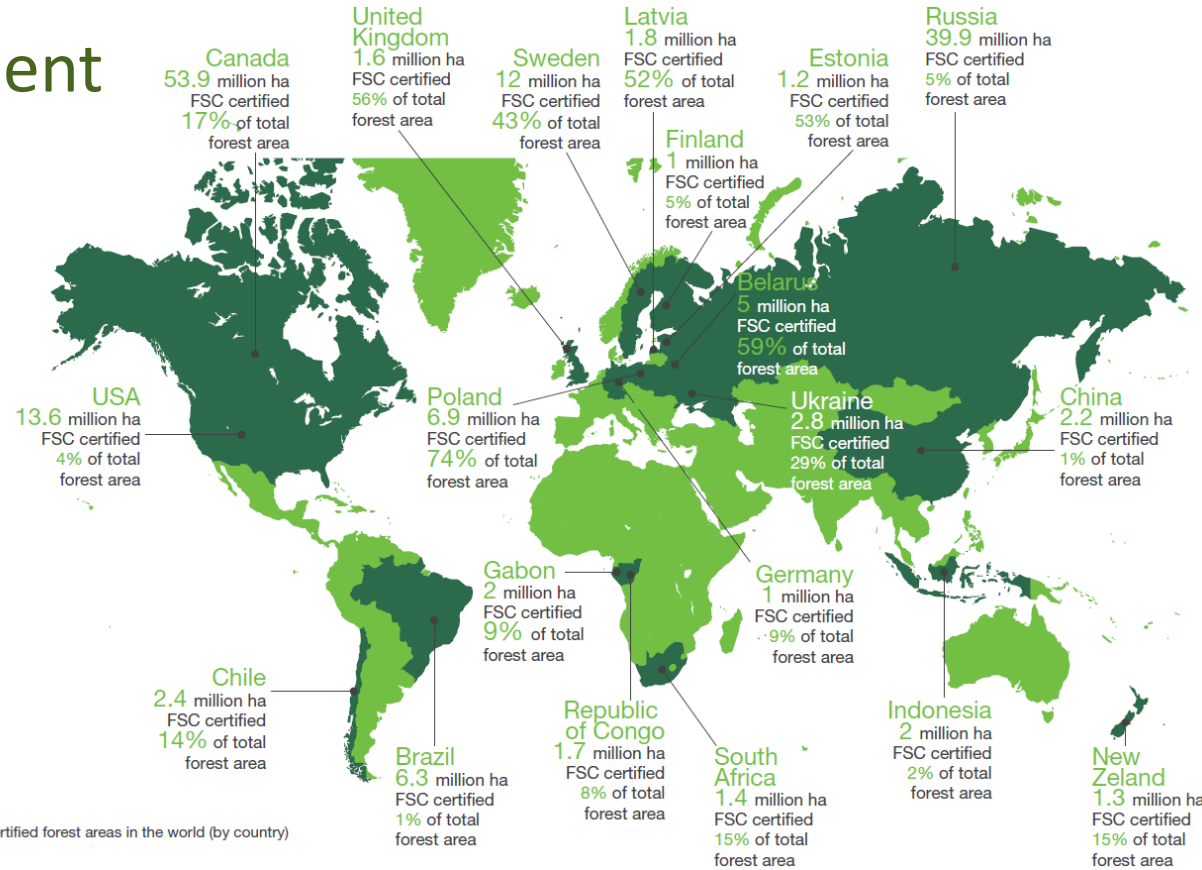 ent
Canada
53.9 million ha
FSC certified
17% of total
forest area
United
Kingdom
1.6 million ha
FSC certified
56% of total
forest area
Sweden
12 million ha
FSC certified
43% of total
forest area
Latvia
1.8 million ha
FSC certified
52% of total
forest area
Finland
1 million ha
FSC certified
5% of total
forest area
Estonia
1.2 million ha
FSC certified
53% of total
forest area
Russia
39.9 million ha
FSC certified
5% of total
forest area
Belarus
5 million ha
FSC certified
59% of total
forest area
USA
13.6 million ha
FSC certified
4% of total
forest area
Poland
6.9 million ha
FSC certified
74% of total
forest area
Ukraine
2.8 million ha
FSC certified
29% of total
forest area
China
2.2 million ha
FSC certified
1% of total
forest area
Gabon
2 million ha
FSC certified
9% of total
forest area
Germany
1 million ha
FSC certified
9% of total
forest area
Chile
2.4 million ha
FSC certified
14% of total
forest area
Brazil
6.3 million ha
FSC certified
1% of total
forest area
Republic
of Congo
1.7 million ha
FSC certified
8% of total
forest area
South
Africa
1.4 million ha
FSC certified
15% of total
forest area
Indonesia
2 million ha
FSC certified
2% of total
forest area
New
Zeland
1.3 million ha
FSC certified
15% of total
forest area
rtified forest areas in the world (by country)